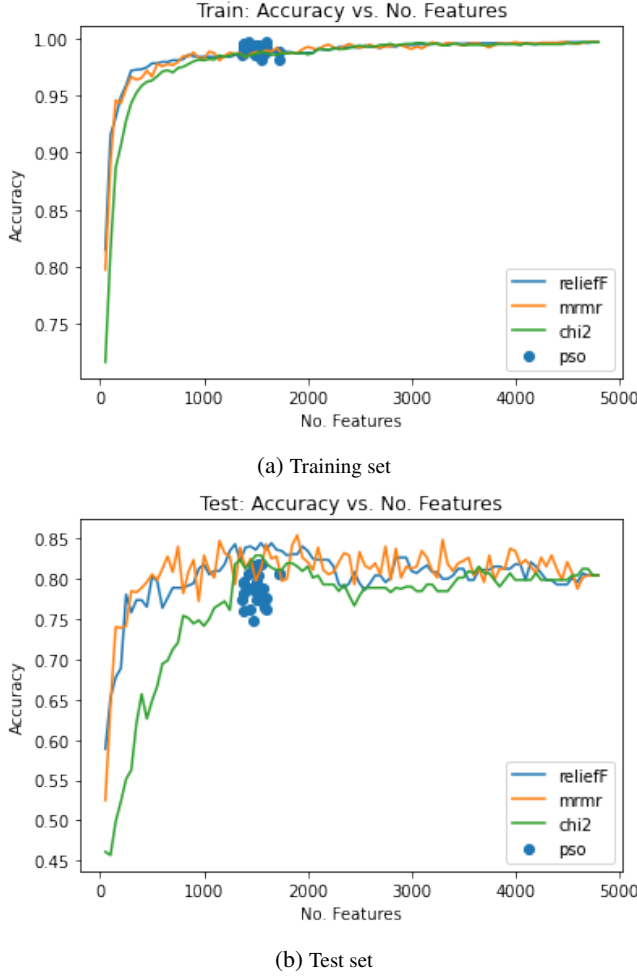 Train: Accuracy vs. No. Features
1.00
0.95
0.90
0.85
0.80
0.75
Accuracy
reliefF
mrmr
chi2
pso
0 1000 2000 3000 4000 5000
No. Features
(a) Training set
Test: Accuracy vs. No. Features
0.85
0.80
0.75
0.70
0.65
0.60
0.55
0.50
0.45
Accuracy
reliefF
mrmr
chi2
pso
0 1000 2000 3000 4000 5000
No. Features
(b) Test set